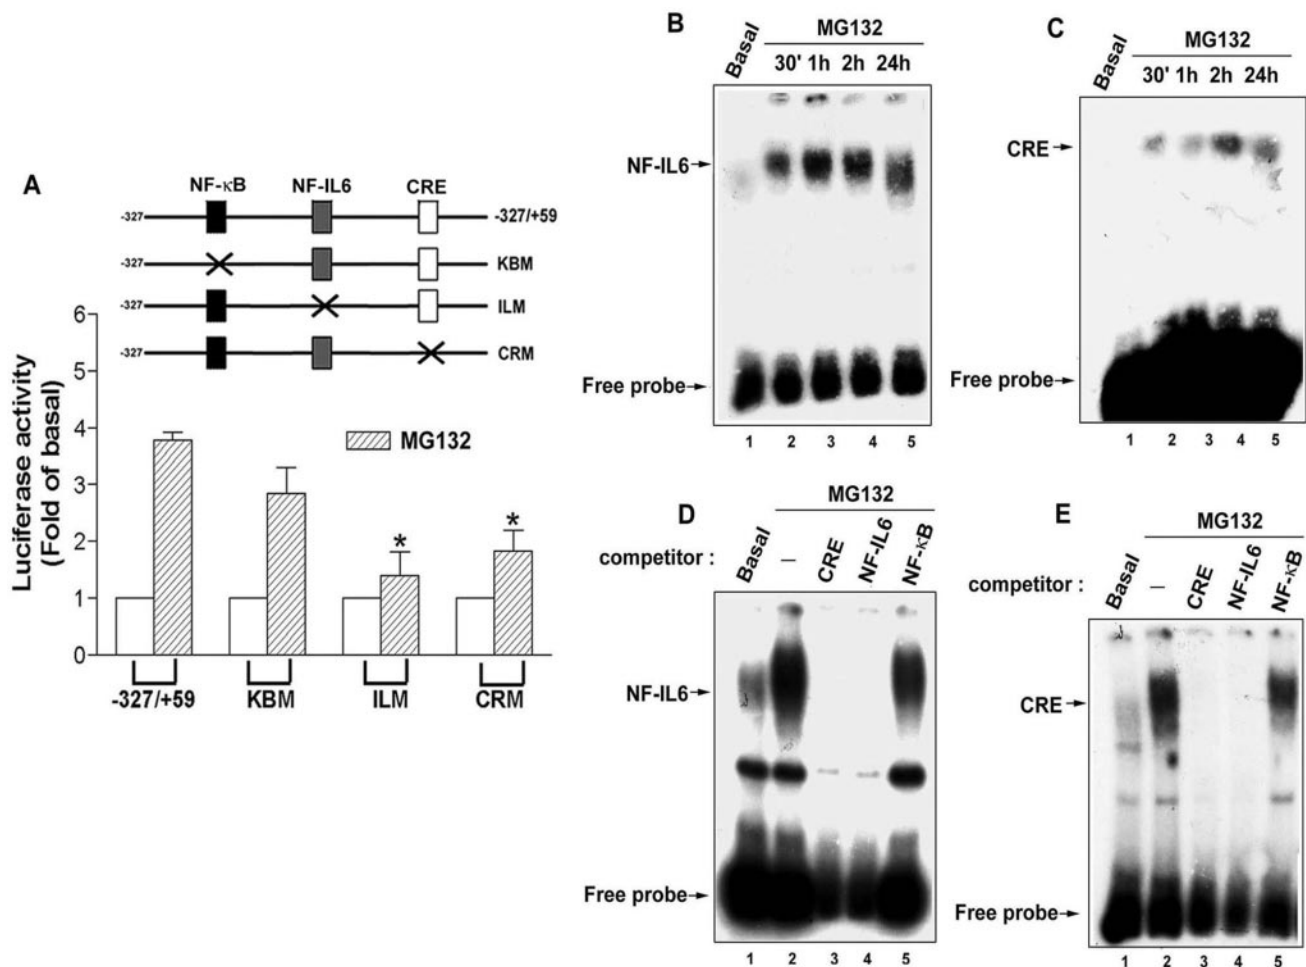 A
NF-κB NF-IL6 CRE
-327 -327/+59
-327 KBM
-327 ILM
-327 CRM
Luciferase activity
(Fold of basal)
6
5
4
3
2
1
0
MG132
*
*
-327/+59 KBM ILM CRM
B
Basal
MG132
30' 1h 2h 24h
NF-IL6
Free probe
1 2 3 4 5
C
Basal
MG132
30' 1h 2h 24h
CRE
Free probe
1 2 3 4 5
D
MG132
competitor : Basal – CRE NF-IL6 NF-κB
NF-IL6
Free probe
1 2 3 4 5
E
MG132
competitor : Basal – CRE NF-IL6 NF-κB
CRE
Free probe
1 2 3 4 5